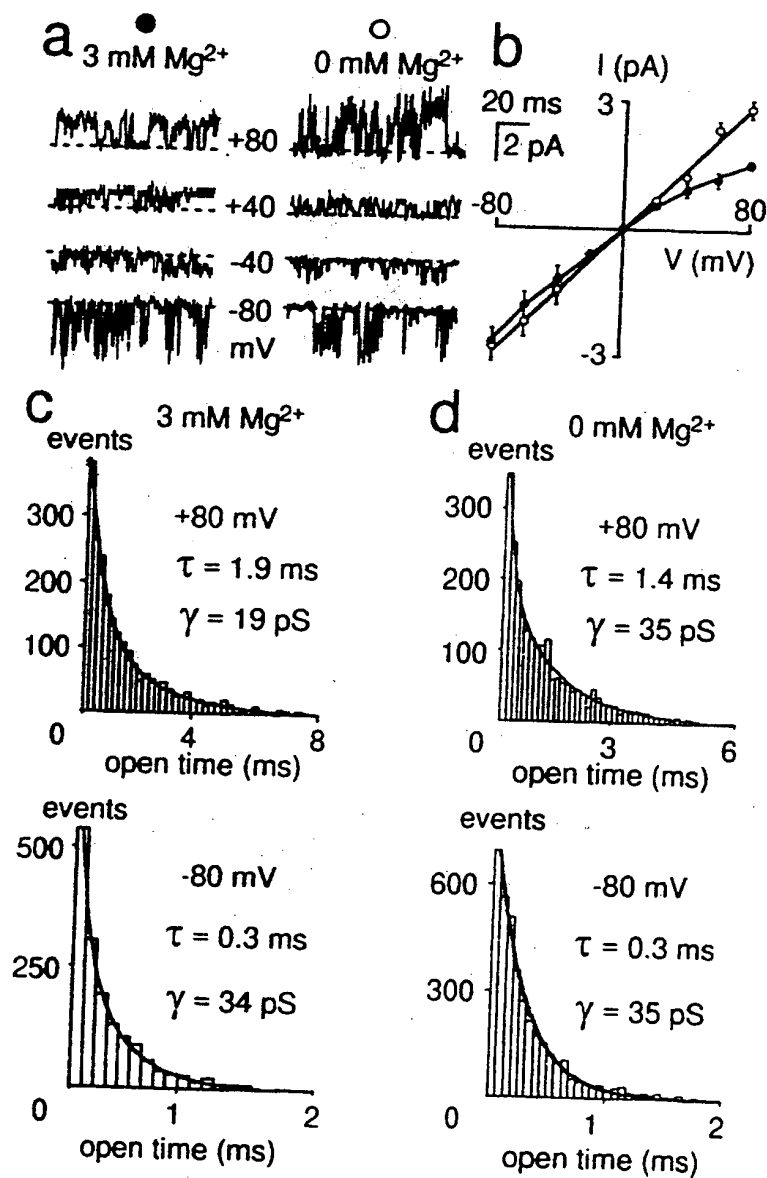 a
3 mM Mg²⁺
0 mM Mg²⁺
+80
+40
-40
-80
mV
20 ms
2 pA
b
I (pA)
3
-80
80
V (mV)
-3
c
3 mM Mg²⁺
events
300
200
100
0
+80 mV
τ = 1.9 ms
γ = 19 pS
4
8
open time (ms)
events
500
250
0
-80 mV
τ = 0.3 ms
γ = 34 pS
1
2
open time (ms)
d
0 mM Mg²⁺
events
300
200
100
0
+80 mV
τ = 1.4 ms
γ = 35 pS
3
6
open time (ms)
events
600
300
0
-80 mV
τ = 0.3 ms
γ = 35 pS
1
2
open time (ms)